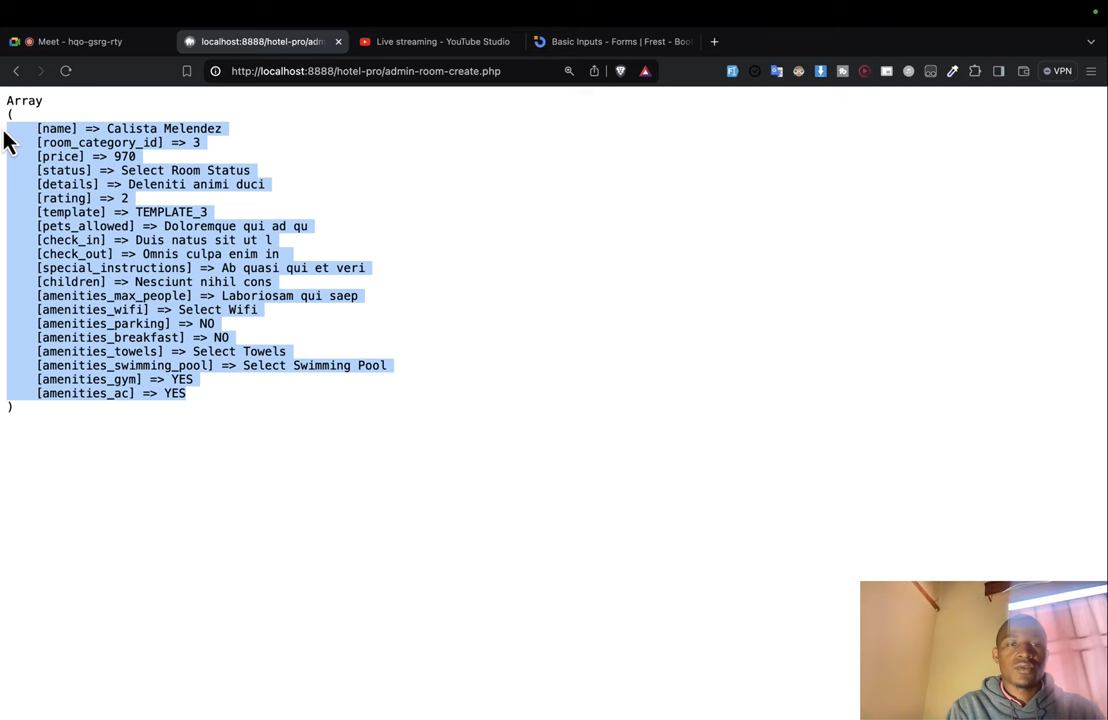 Meet - hqo-gsrg-rty
localhost:8888/hotel-pro/adm
Live streaming - YouTube Studio
Basic Inputs - Forms | Frest - Boo
http://localhost:8888/hotel-pro/admin-room-create.php
VPN
Array
(
[name] => Calista Melendez
[room_category_id] => 3
[price] => 970
[status] => Select Room Status
[details] => Deleniti animi duci
[rating] => 2
[template] => TEMPLATE_3
[pets_allowed] => Doloremque qui ad qu
[check_in] => Duis natus sit ut l
[check_out] => Omnis culpa enim in
[special_instructions] => Ab quasi qui et veri
[children] => Nesciunt nihil cons
[amenities_max_people] => Laboriosam qui saep
[amenities_wifi] => Select Wifi
[amenities_parking] => NO
[amenities_breakfast] => NO
[amenities_towels] => Select Towels
[amenities_swimming_pool] => Select Swimming Pool
[amenities_gym] => YES
[amenities_ac] => YES
)